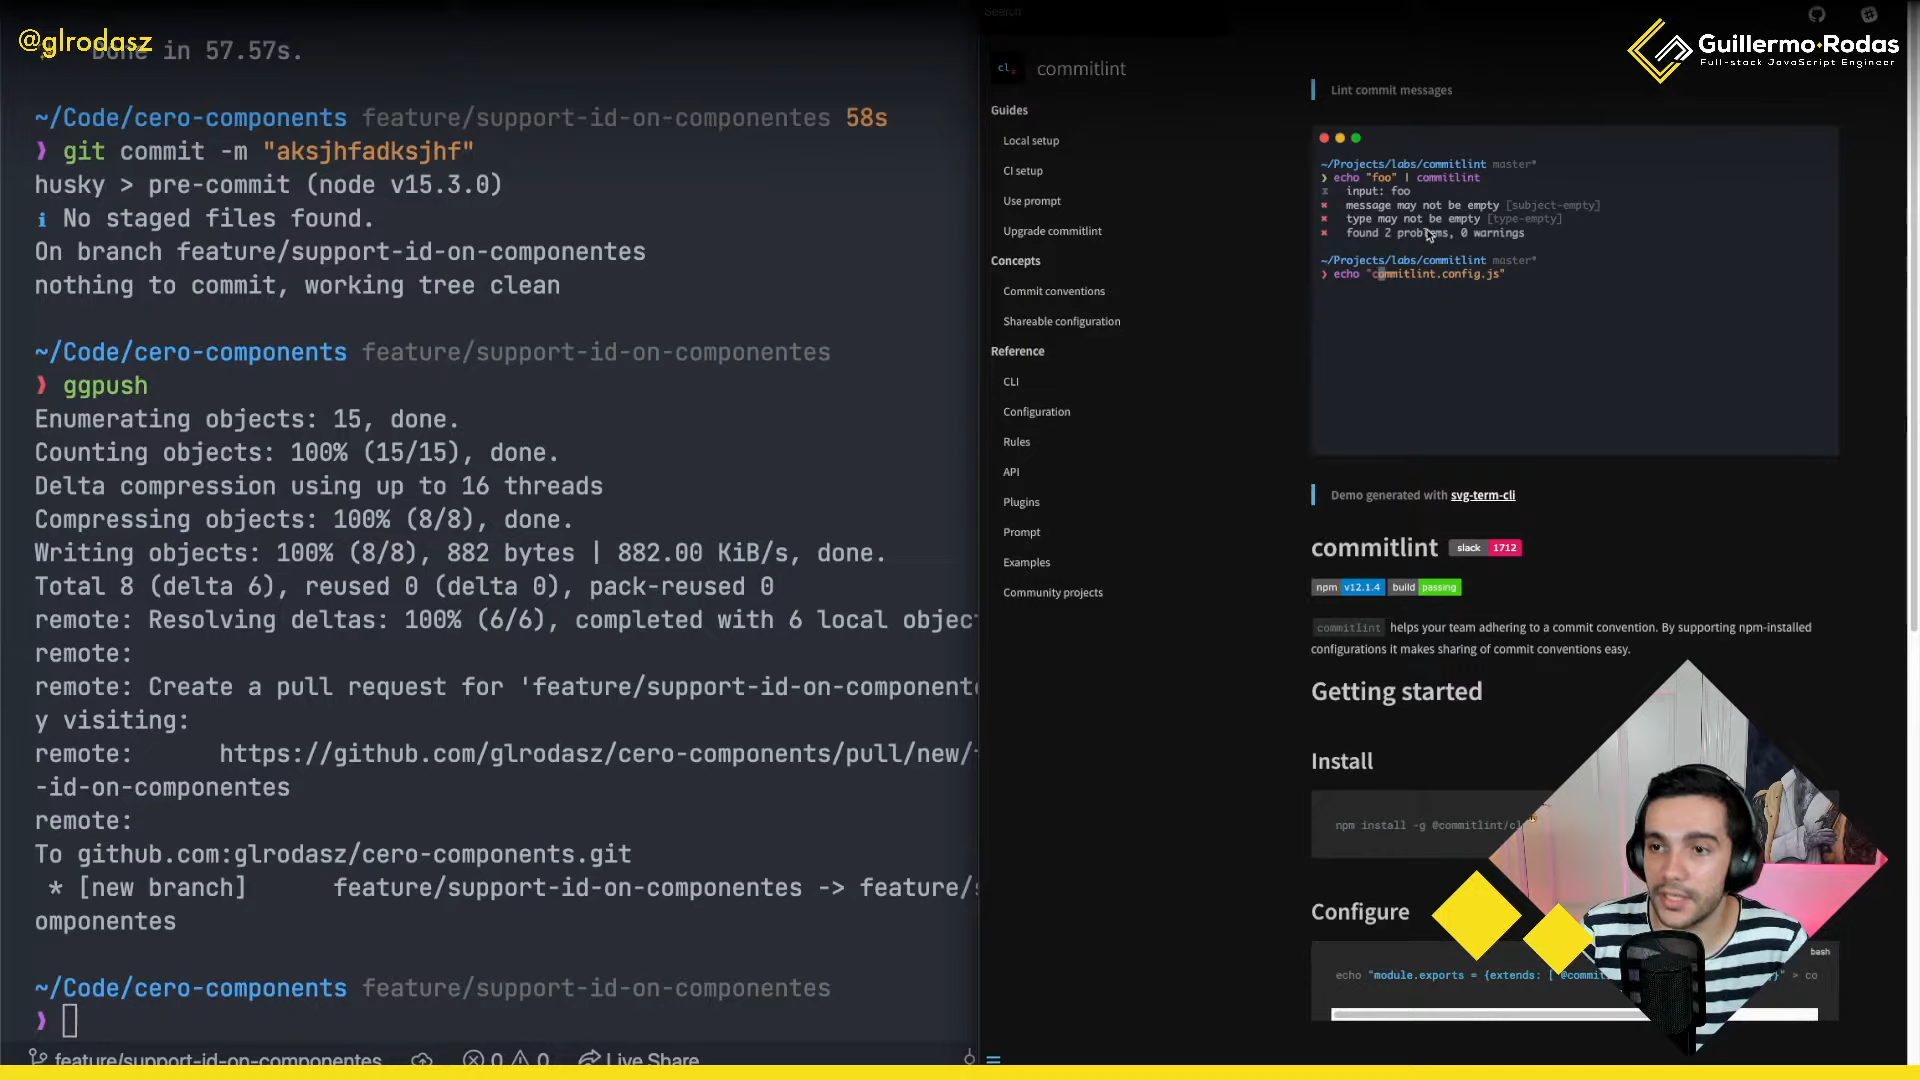 @glrodasz
Done in 57.57s.
~/Code/cero-components feature/support-id-on-componentes 58s
❯ git commit -m "aksjhfadksjhf"
husky > pre-commit (node v15.3.0)
ℹ No staged files found.
On branch feature/support-id-on-componentes
nothing to commit, working tree clean
~/Code/cero-components feature/support-id-on-componentes
❯ ggpush
Enumerating objects: 15, done.
Counting objects: 100% (15/15), done.
Delta compression using up to 16 threads
Compressing objects: 100% (8/8), done.
Writing objects: 100% (8/8), 882 bytes | 882.00 KiB/s, done.
Total 8 (delta 6), reused 0 (delta 0), pack-reused 0
remote: Resolving deltas: 100% (6/6), completed with 6 local objec
remote:
remote: Create a pull request for 'feature/support-id-on-component
y visiting:
remote: https://github.com/glrodasz/cero-components/pull/new/
-id-on-componentes
remote:
To github.com:glrodasz/cero-components.git
* [new branch] feature/support-id-on-componentes -> feature/
omponentes
~/Code/cero-components feature/support-id-on-componentes
❯
feature/support-id-on-componentes 0 0 Live Share
Search
cl. commitlint
Guides
Local setup
CI setup
Use prompt
Upgrade commitlint
Concepts
Commit conventions
Shareable configuration
Reference
CLI
Configuration
Rules
API
Plugins
Prompt
Examples
Community projects
Guillermo Rodas
Full-stack JavaScript Engineer
Lint commit messages
~/Projects/labs/commitlint master*
❯ echo "foo" | commitlint
⧗ input: foo
✖ message may not be empty [subject-empty]
✖ type may not be empty [type-empty]
✖ found 2 problems, 0 warnings
~/Projects/labs/commitlint master*
❯ echo "commitlint.config.js"
Demo generated with svg-term-cli
commitlint slack 1712
npm v12.1.4 build passing
commitlint helps your team adhering to a commit convention. By supporting npm-installed
configurations it makes sharing of commit conventions easy.
Getting started
Install
npm install -g @commitlint/cl
Configure
bash
echo "module.exports = {extends: ['@commi }" > co